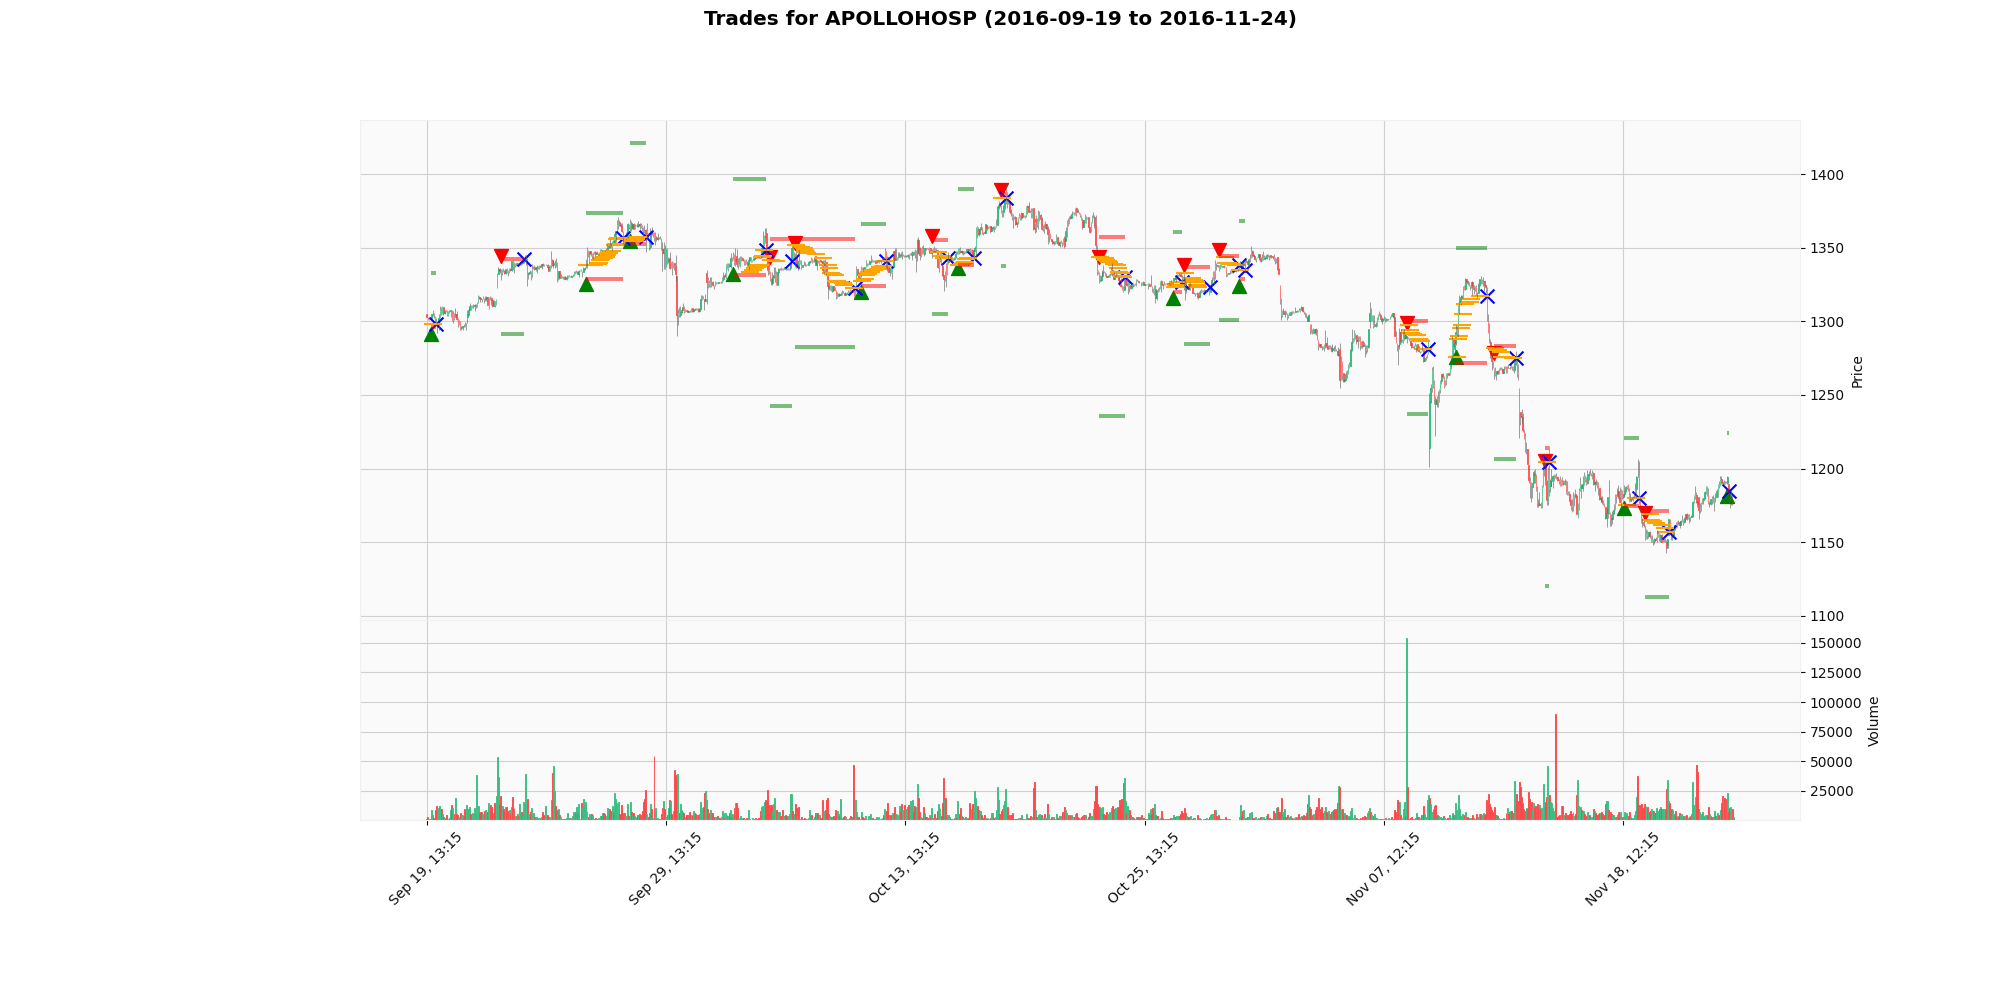 Trades for APOLLOHOSP (2016-09-19 to 2016-11-24)
1400
1350
1300
1250
1200
1150
1100
Price
150000
125000
100000
75000
50000
25000
Volume
Sep 19, 13:15
Sep 29, 13:15
Oct 13, 13:15
Oct 25, 13:15
Nov 07, 12:15
Nov 18, 12:15